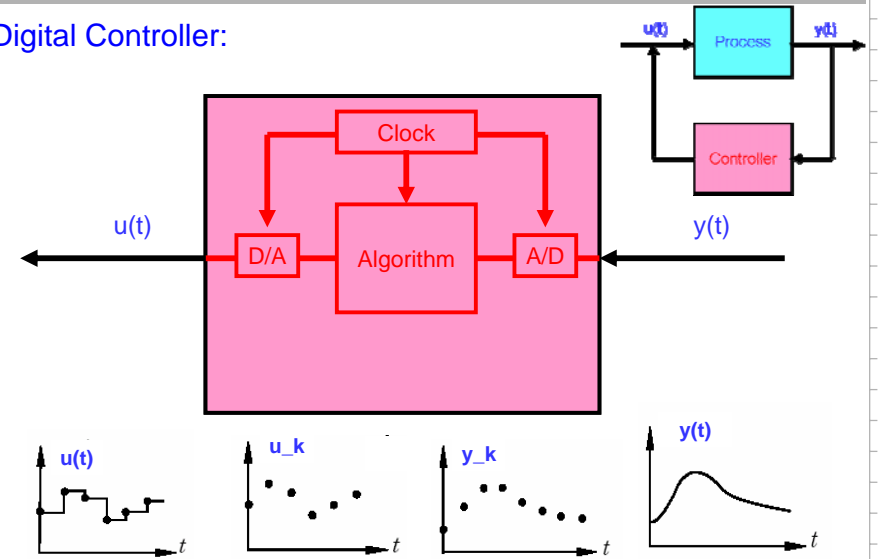 Digital Controller:
u(t)
Process
y(t)
Controller
Clock
u(t)
y(t)
D/A
Algorithm
A/D
u(t)
t
u_k
t
y_k
t
y(t)
t